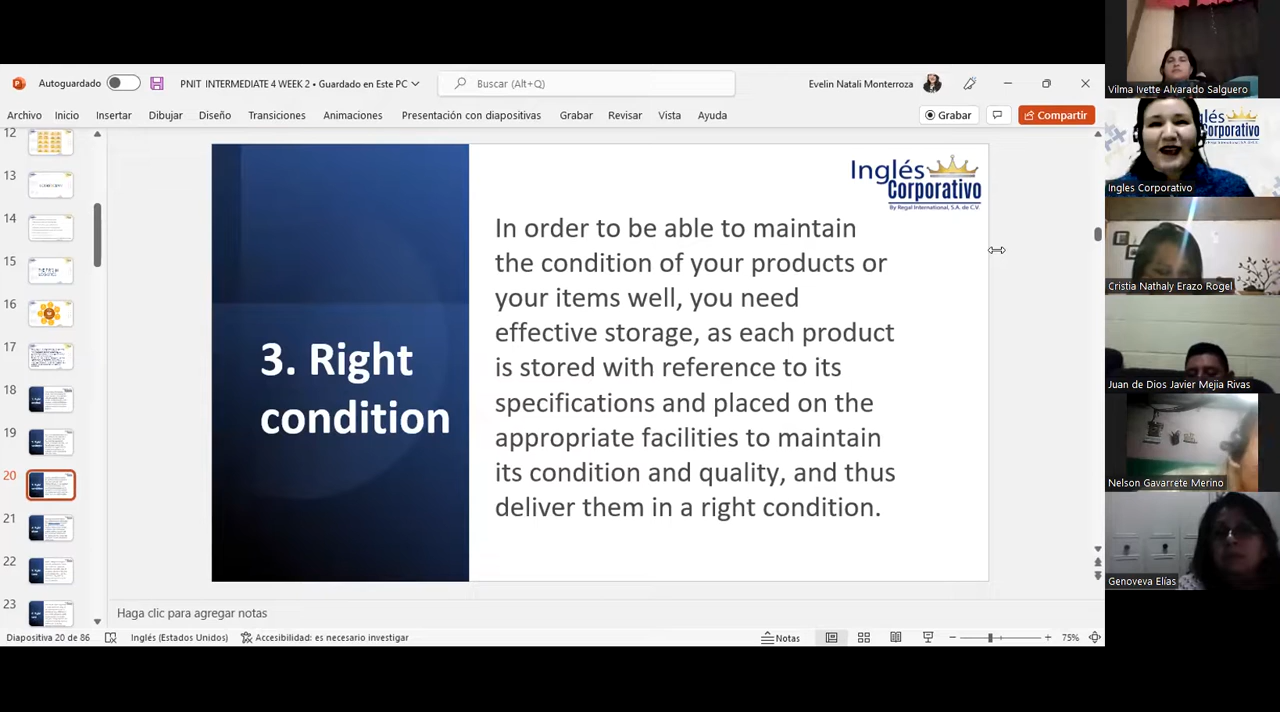 Autoguardado
PNIT INTERMEDIATE 4 WEEK 2 • Guardado en Este PC
Buscar (Alt+Q)
Evelin Natali Monterroza
Archivo Inicio Insertar Dibujar Diseño Transiciones Animaciones Presentación con diapositivas Grabar Revisar Vista Ayuda
Grabar
Compartir
12
13
14
15
16
17
18
19
20
21
22
23
3. Right
condition
Inglés
Corporativo
By Regal International, S.A. de C.V.
In order to be able to maintain
the condition of your products or
your items well, you need
effective storage, as each product
is stored with reference to its
specifications and placed on the
appropriate facilities to maintain
its condition and quality, and thus
deliver them in a right condition.
Haga clic para agregar notas
Diapositiva 20 de 86
Inglés (Estados Unidos)
Accesibilidad: es necesario investigar
Notas
75%
Vilma Ivette Alvarado Salguero
Corporativo
Ingles Corporativo
Cristia Nathaly Erazo Rogel
Juan de Dios Javier Mejia Rivas
Nelson Gavarrete Merino
Genoveva Elías